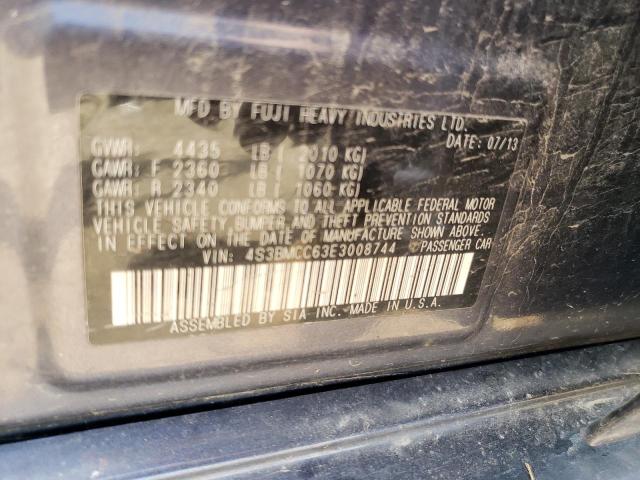 MFD BY FUJI HEAVY INDUSTRIES LTD.
DATE: 07/13
GVWR: 4435 LB ( 2010 KG)
GAWR: F 2360 LB ( 1070 KG)
GAWR: R 2340 LB ( 1060 KG)
THIS VEHICLE CONFORMS TO ALL APPLICABLE FEDERAL MOTOR
VEHICLE SAFETY, BUMPER AND THEFT PREVENTION STANDARDS
IN EFFECT ON THE DATE OF MANUFACTURE SHOWN ABOVE.
VIN: 4S3BMCC63E3008744 PASSENGER CAR
ASSEMBLED BY SIA INC. MADE IN U.S.A.